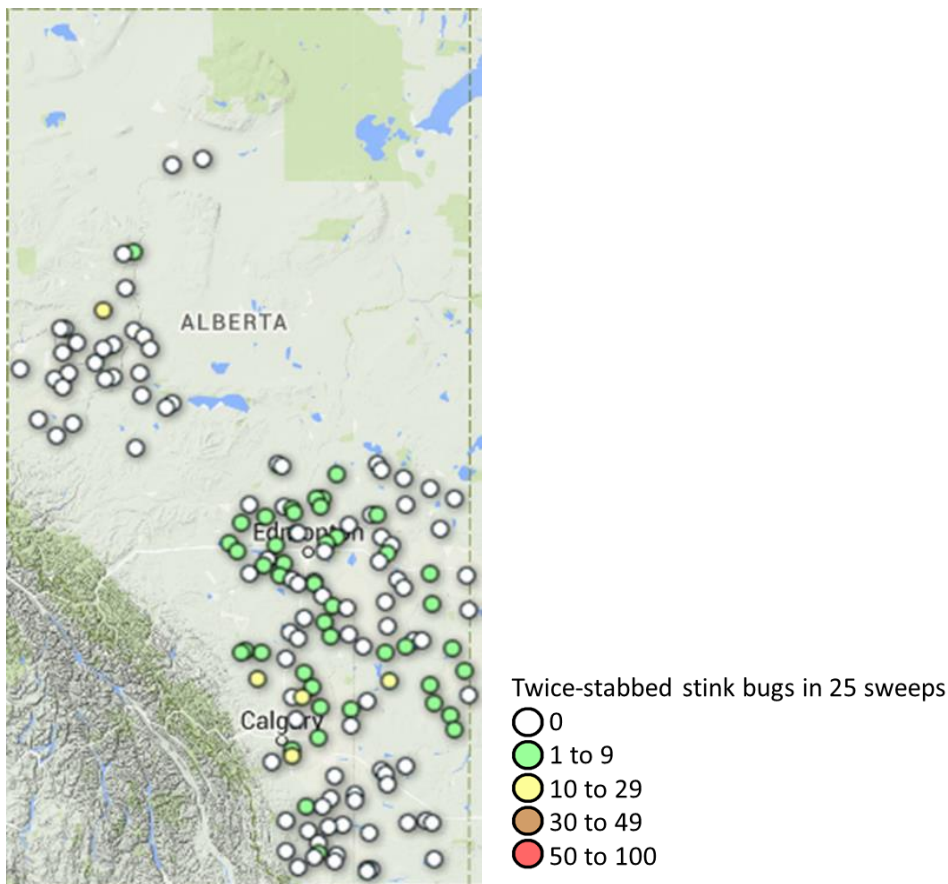 ALBERTA
Edmonton
Calgary
Twice-stabbed stink bugs in 25 sweeps
0
1 to 9
10 to 29
30 to 49
50 to 100